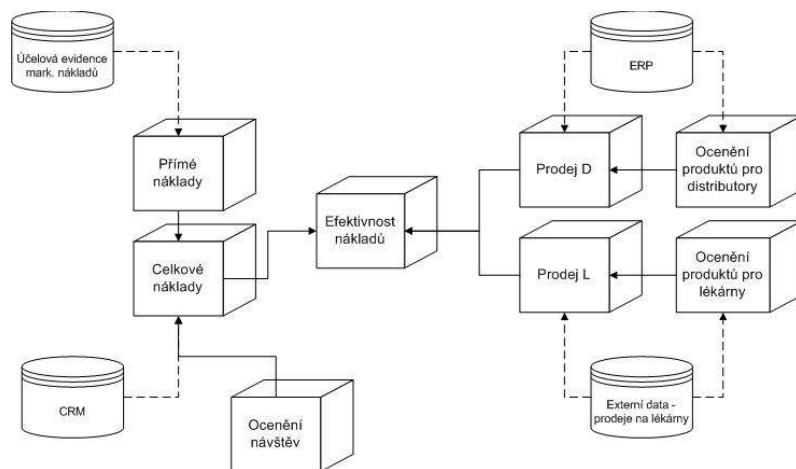 Účelová evidence
mark. nákladů
ERP
Přímé
náklady
Prodej D
Ocenění
produktů pro
distributory
Efektivnost
nákladů
Celkové
náklady
Prodej L
Ocenění
produktů pro
lékárny
CRM
Ocenění
návštěv
Externí data -
prodeje na lékárny